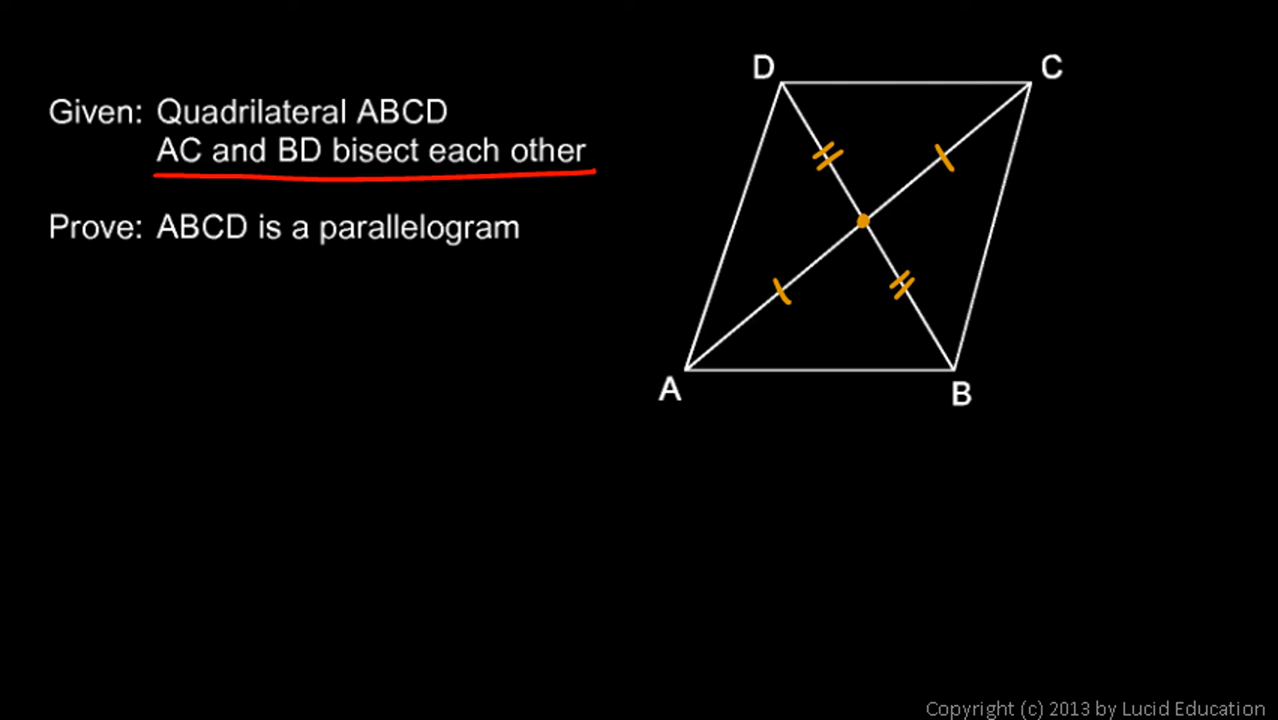 Given: Quadrilateral ABCD
AC and BD bisect each other
Prove: ABCD is a parallelogram
D
C
A
B
Copyright (c) 2013 by Lucid Education